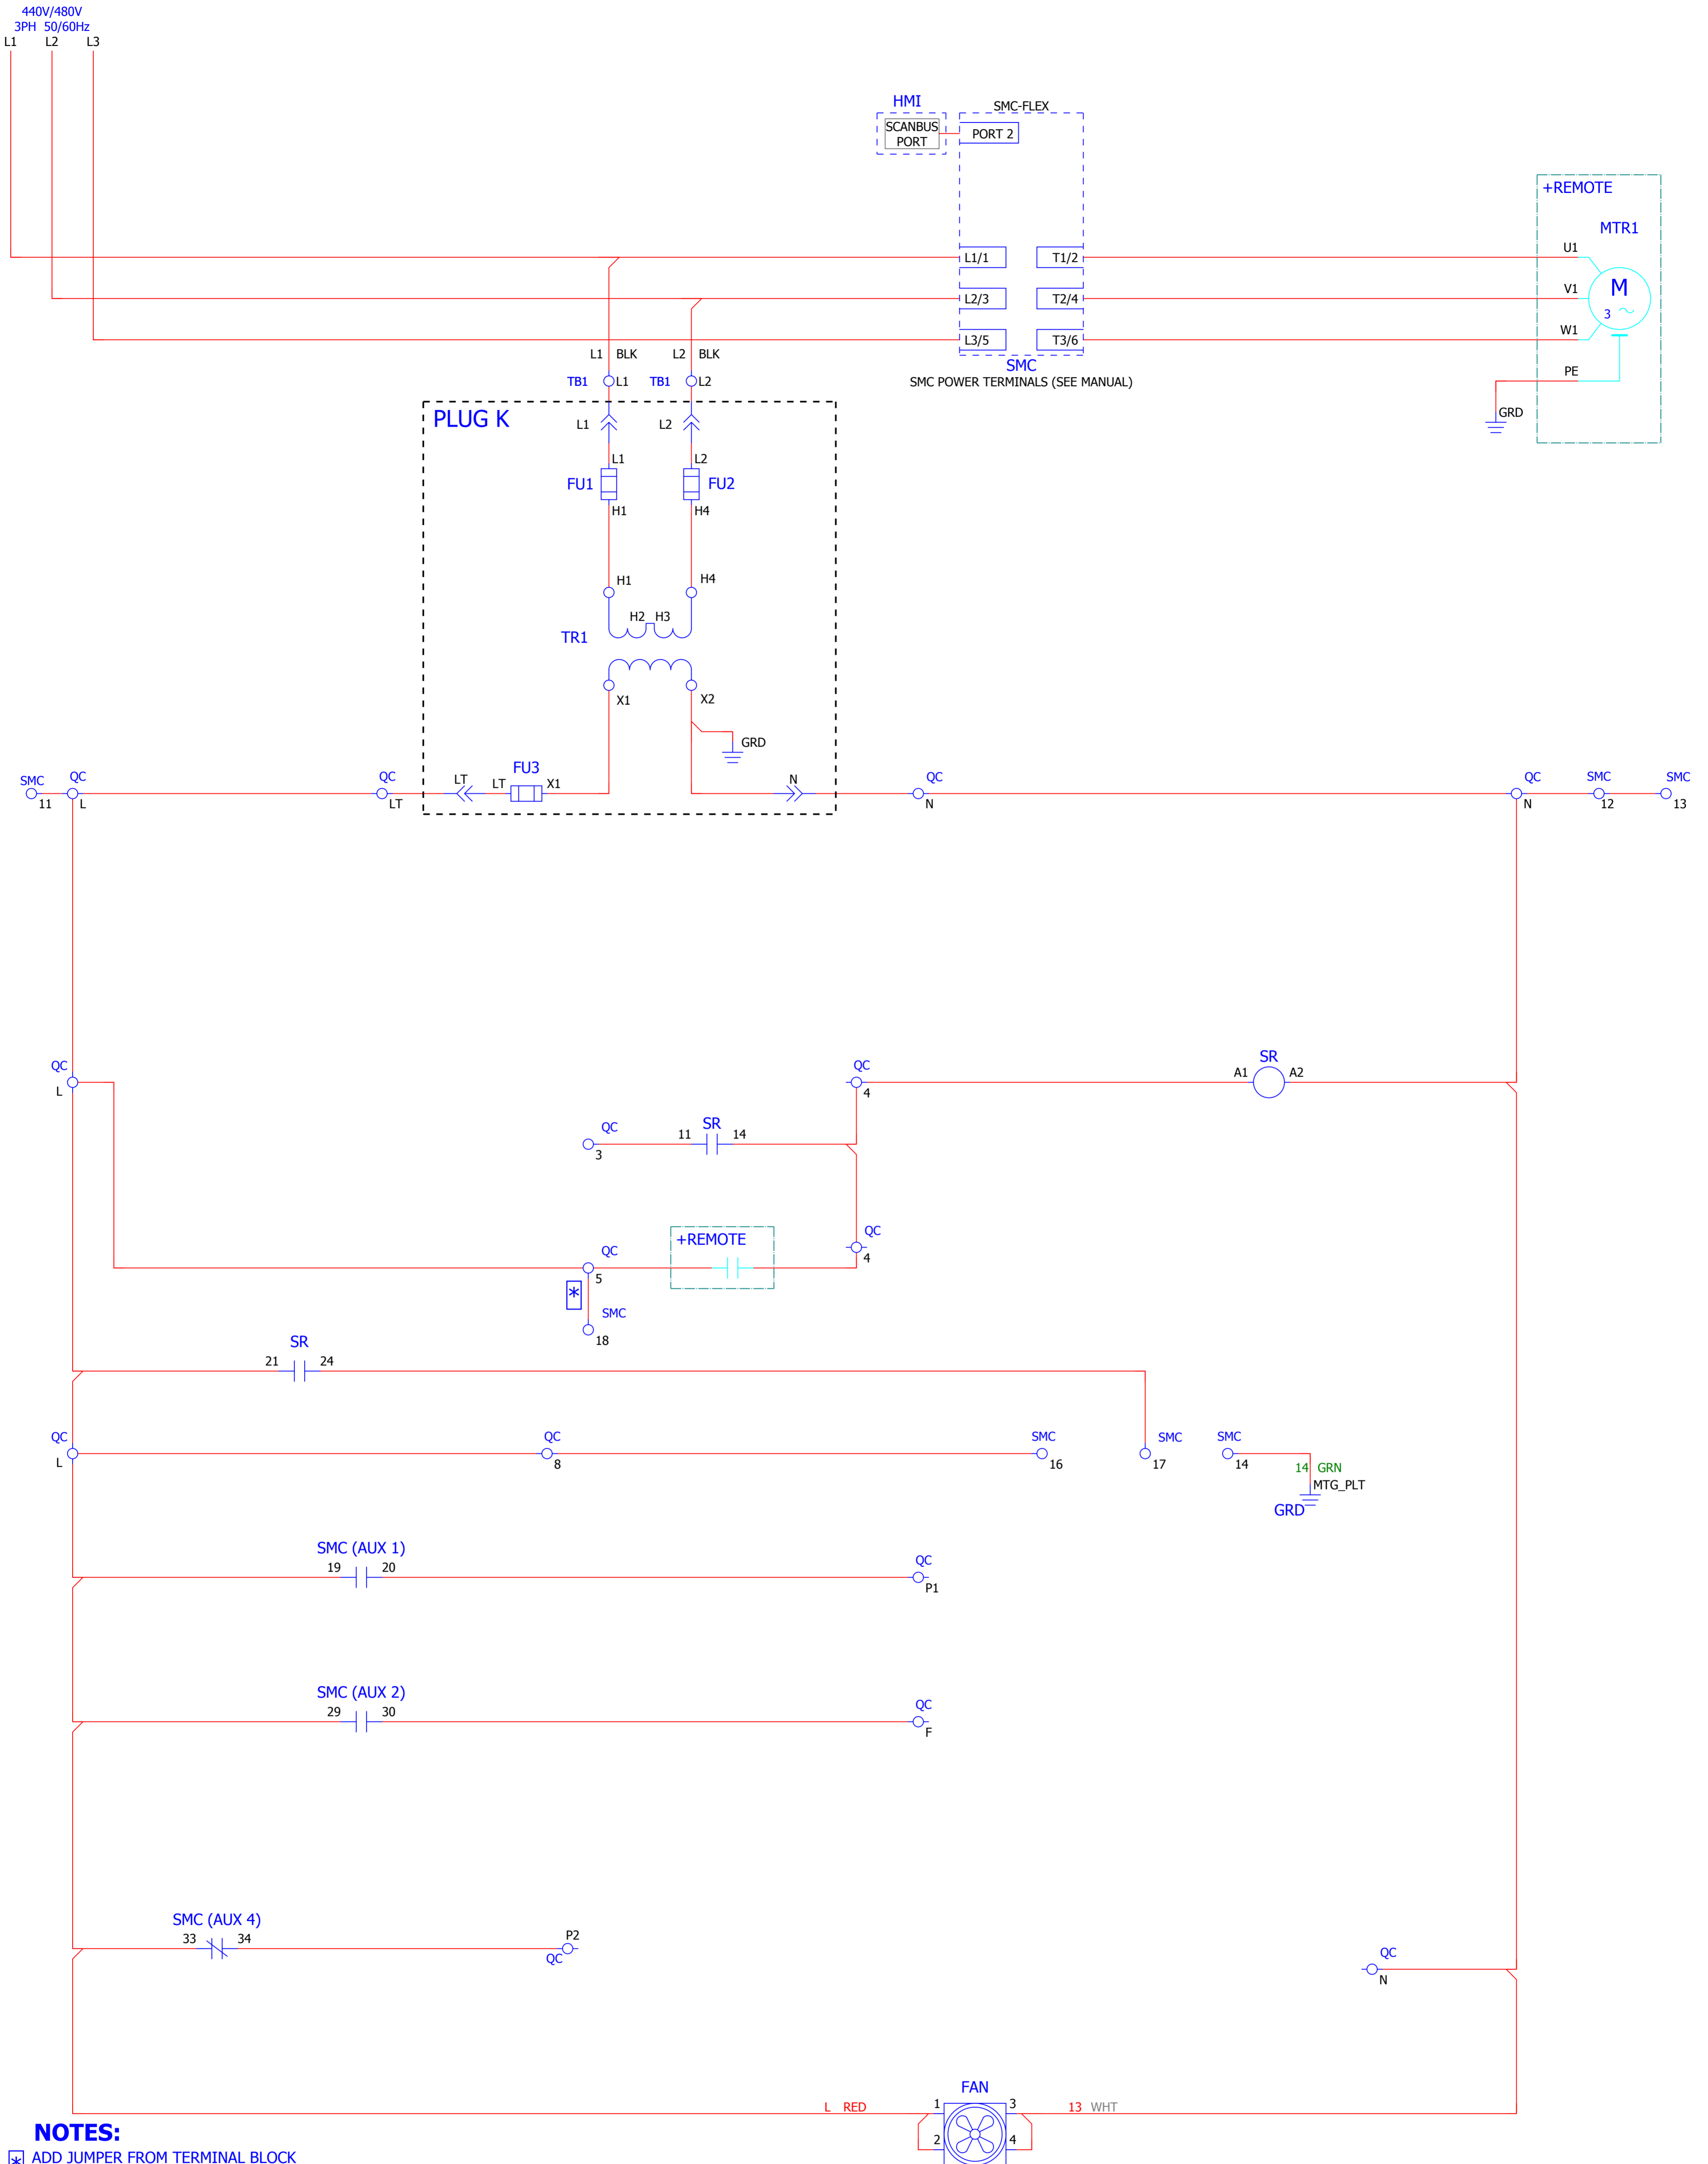 440V/480V
3PH 50/60Hz
L1 L2 L3
HMI
SMC-FLEX
SCANBUS
PORT
PORT 2
+REMOTE
MTR1
U1
L1/1 T1/2
M
3
V1
L2/3 T2/4
W1
L3/5 T3/6
L1 BLK L2 BLK
SMC
SMC POWER TERMINALS (SEE MANUAL)
PE
TB1 L1 TB1 L2
GRD
PLUG K
L1 L2
L1 L2
FU1 FU2
H1 H4
H1 H4
H2 H3
TR1
X1 X2
GRD
SMC QC QC LT LT FU3 X1 N QC QC SMC SMC
11 L LT N N 12 13
QC QC SR
L 4 A1 A2
QC 11 SR 14
3
QC
4
+REMOTE
QC
5
*
SMC
18
SR
21 24
QC QC SMC SMC SMC
L 8 16 17 14
14 GRN
MTG_PLT
GRD
SMC (AUX 1)
19 20
QC
P1
SMC (AUX 2)
29 30
QC
F
SMC (AUX 4)
33 34
P2
QC
QC
N
FAN
L RED 1 3 13 WHT
2 4
NOTES:
* ADD JUMPER FROM TERMINAL BLOCK